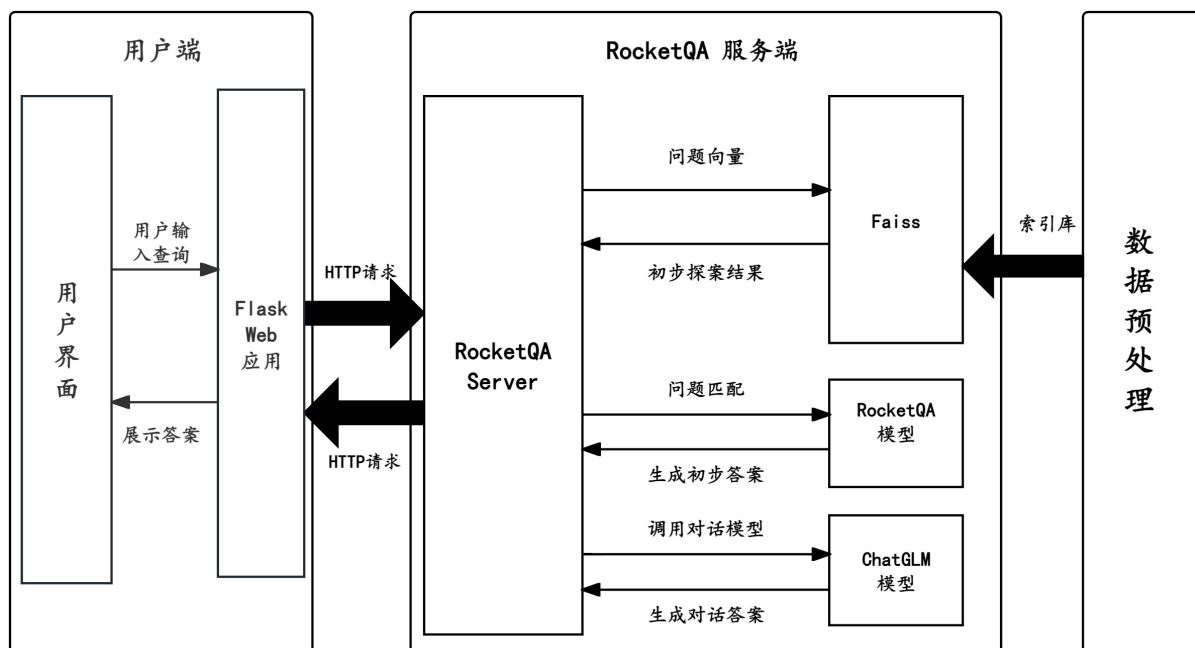 用户端
用户界面
用户输
入查询
展示答案
Flask
Web
应用
HTTP请求
HTTP请求
RocketQA 服务端
RocketQA
Server
问题向量
初步探案结果
Faiss
问题匹配
生成初步答案
RocketQA
模型
调用对话模型
生成对话答案
ChatGLM
模型
索引库
数据预处理